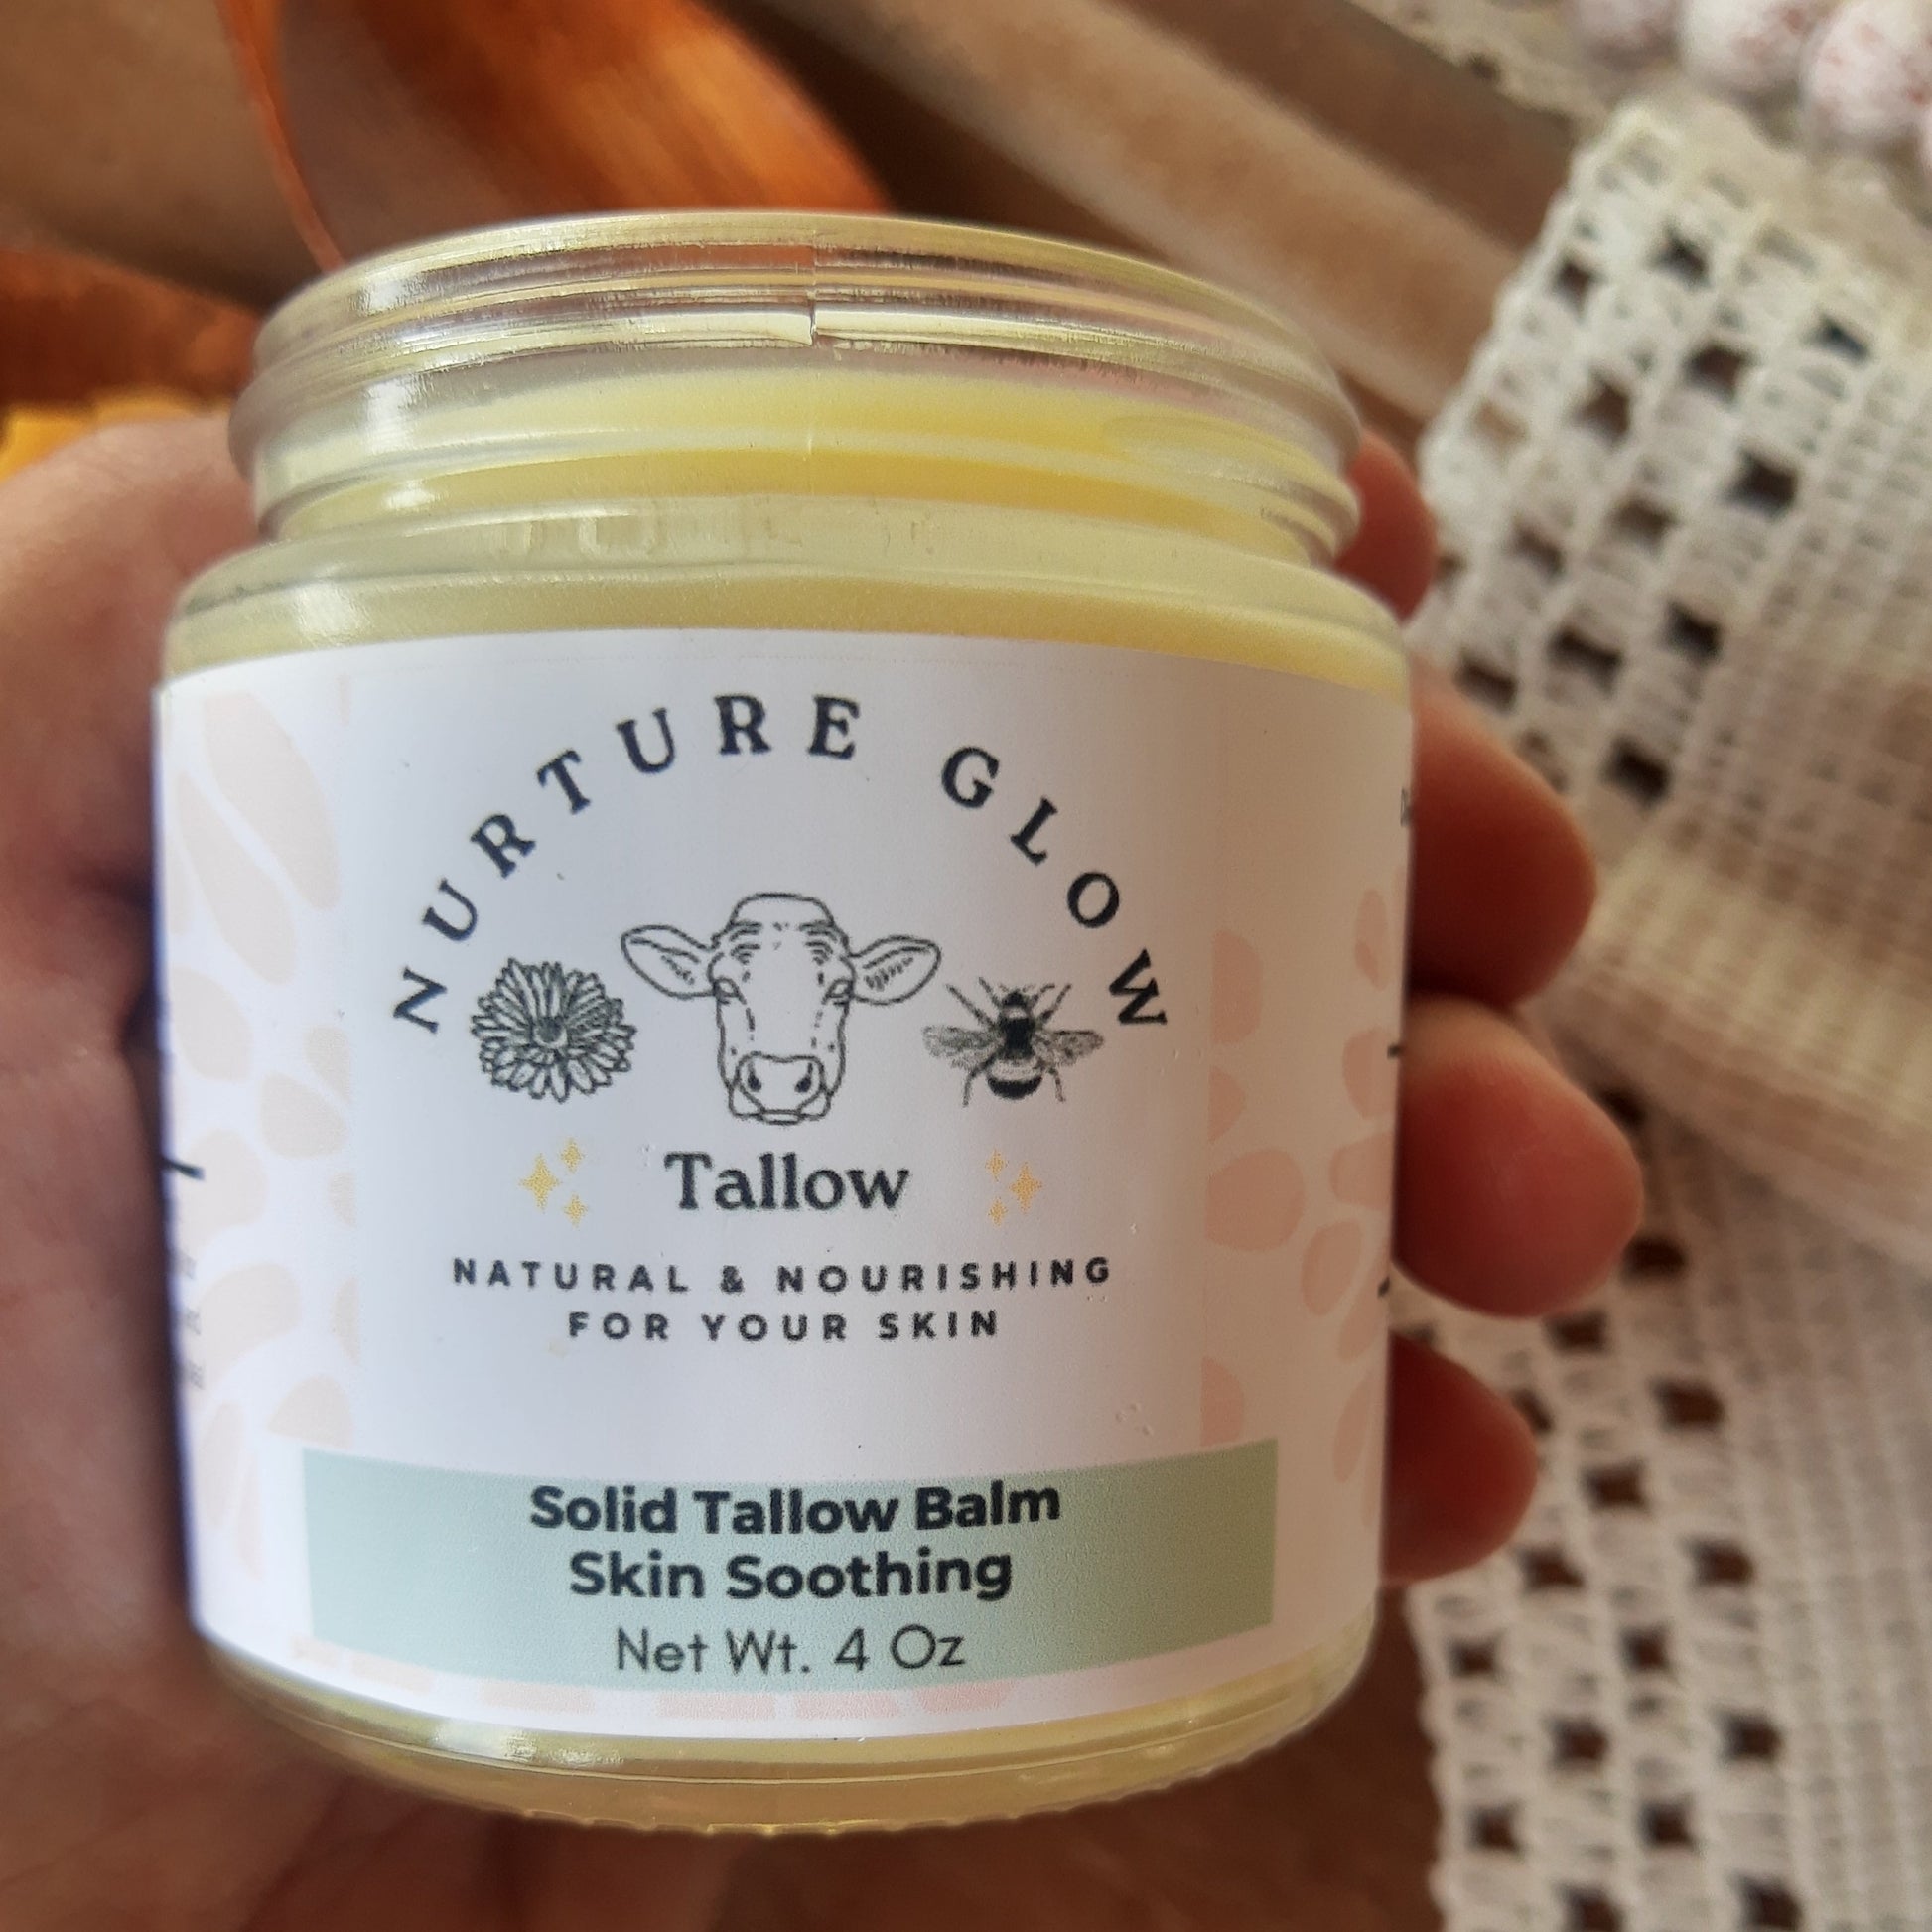 NURTURE GLOW
Tallow
NATURAL & NOURISHING
FOR YOUR SKIN
Solid Tallow Balm
Skin Soothing
Net Wt. 4 Oz